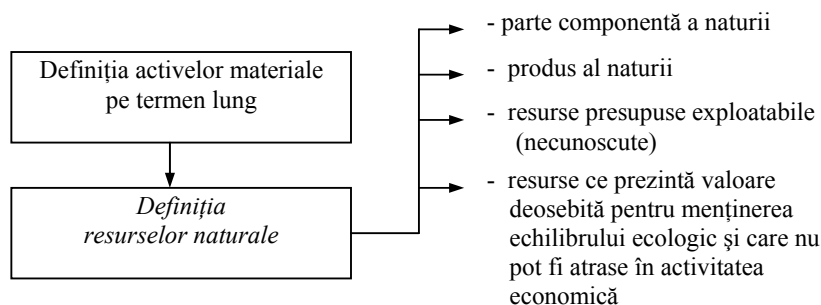 Definiția activelor materiale
pe termen lung
Definiția
resurselor naturale
- parte componentă a naturii
- produs al naturii
- resurse presupuse exploatabile
(necunoscute)
- resurse ce prezintă valoare
deosebită pentru menținerea
echilibrului ecologic şi care nu
pot fi atrase în activitatea
economică